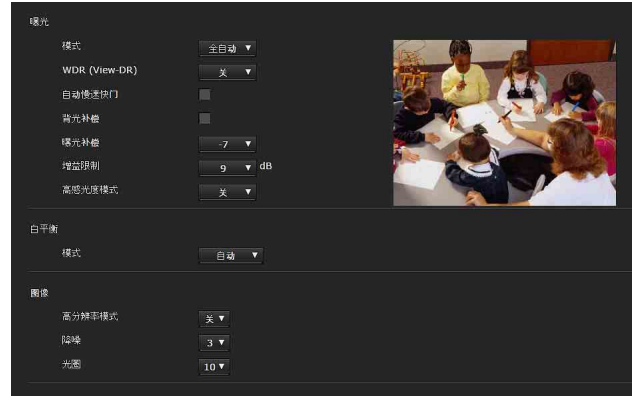 曝光
模式 全自动
WDR (View-DR) 关
自动慢速快门
背光补偿
曝光补偿 -7
增益限制 9 dB
高感光度模式 关
白平衡
模式 自动
图像
高分辨率模式 关
降噪 3
光圈 10